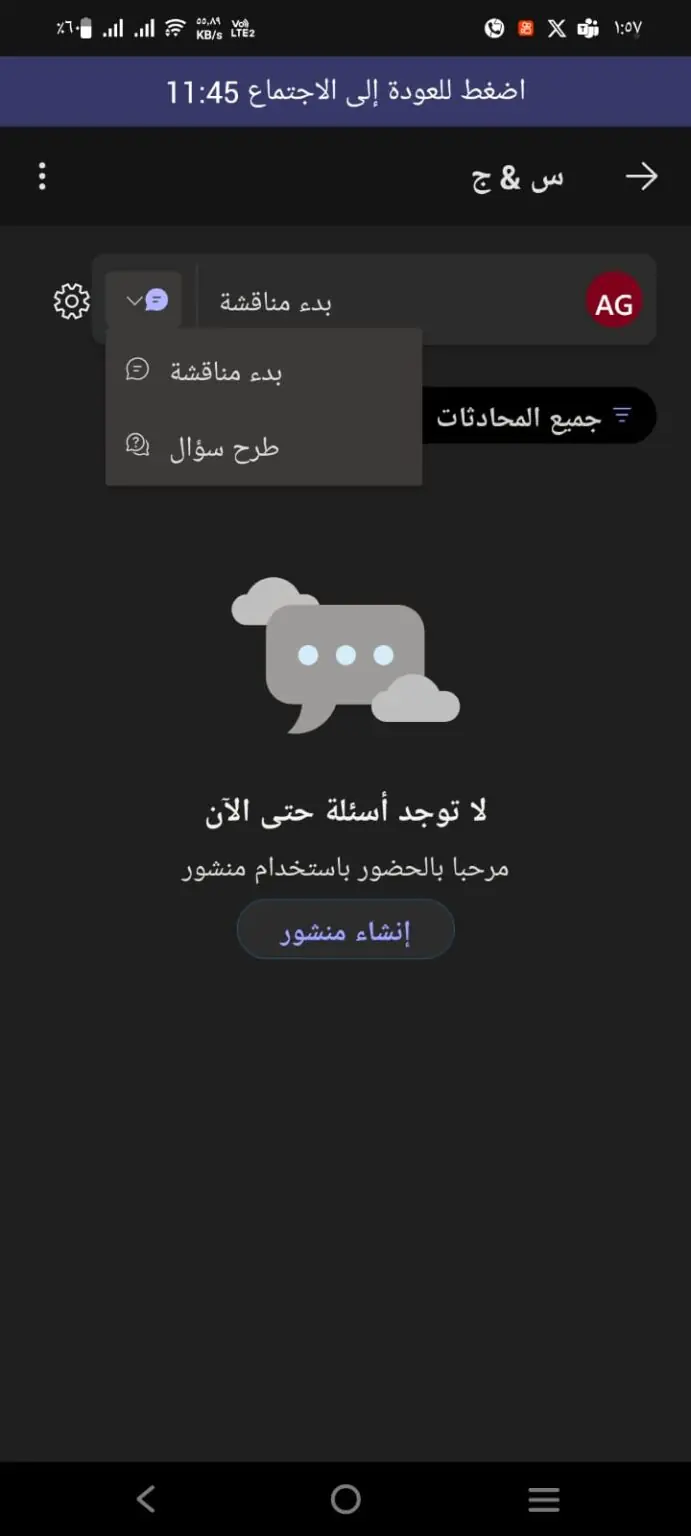 ٪٦٠ ٥٥٫٨٩ KB/s Vo) LTE2 ١:٥٧
اضغط للعودة إلى الاجتماع 11:45
س & ج
AG
بدء مناقشة
بدء مناقشة
طرح سؤال
جميع المحادثات
لا توجد أسئلة حتى الآن
مرحبا بالحضور باستخدام منشور
إنشاء منشور